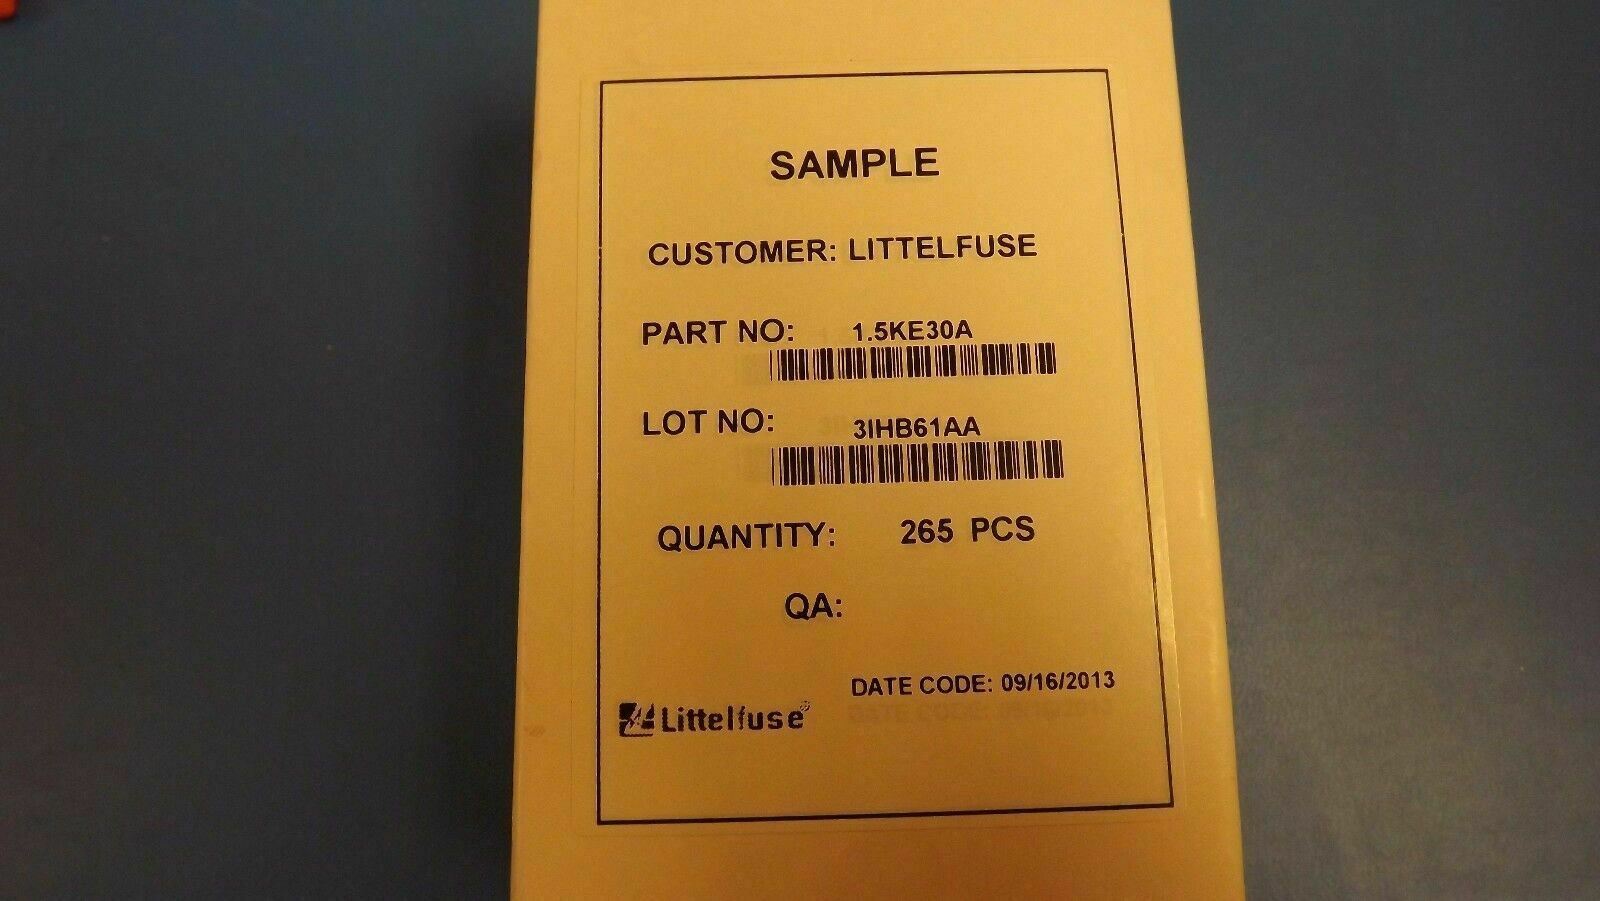 SAMPLE
CUSTOMER: LITTELFUSE
PART NO: 1.5KE30A
LOT NO: 3IHB61AA
QUANTITY: 265 PCS
QA:
DATE CODE: 09/16/2013
Littelfuse®